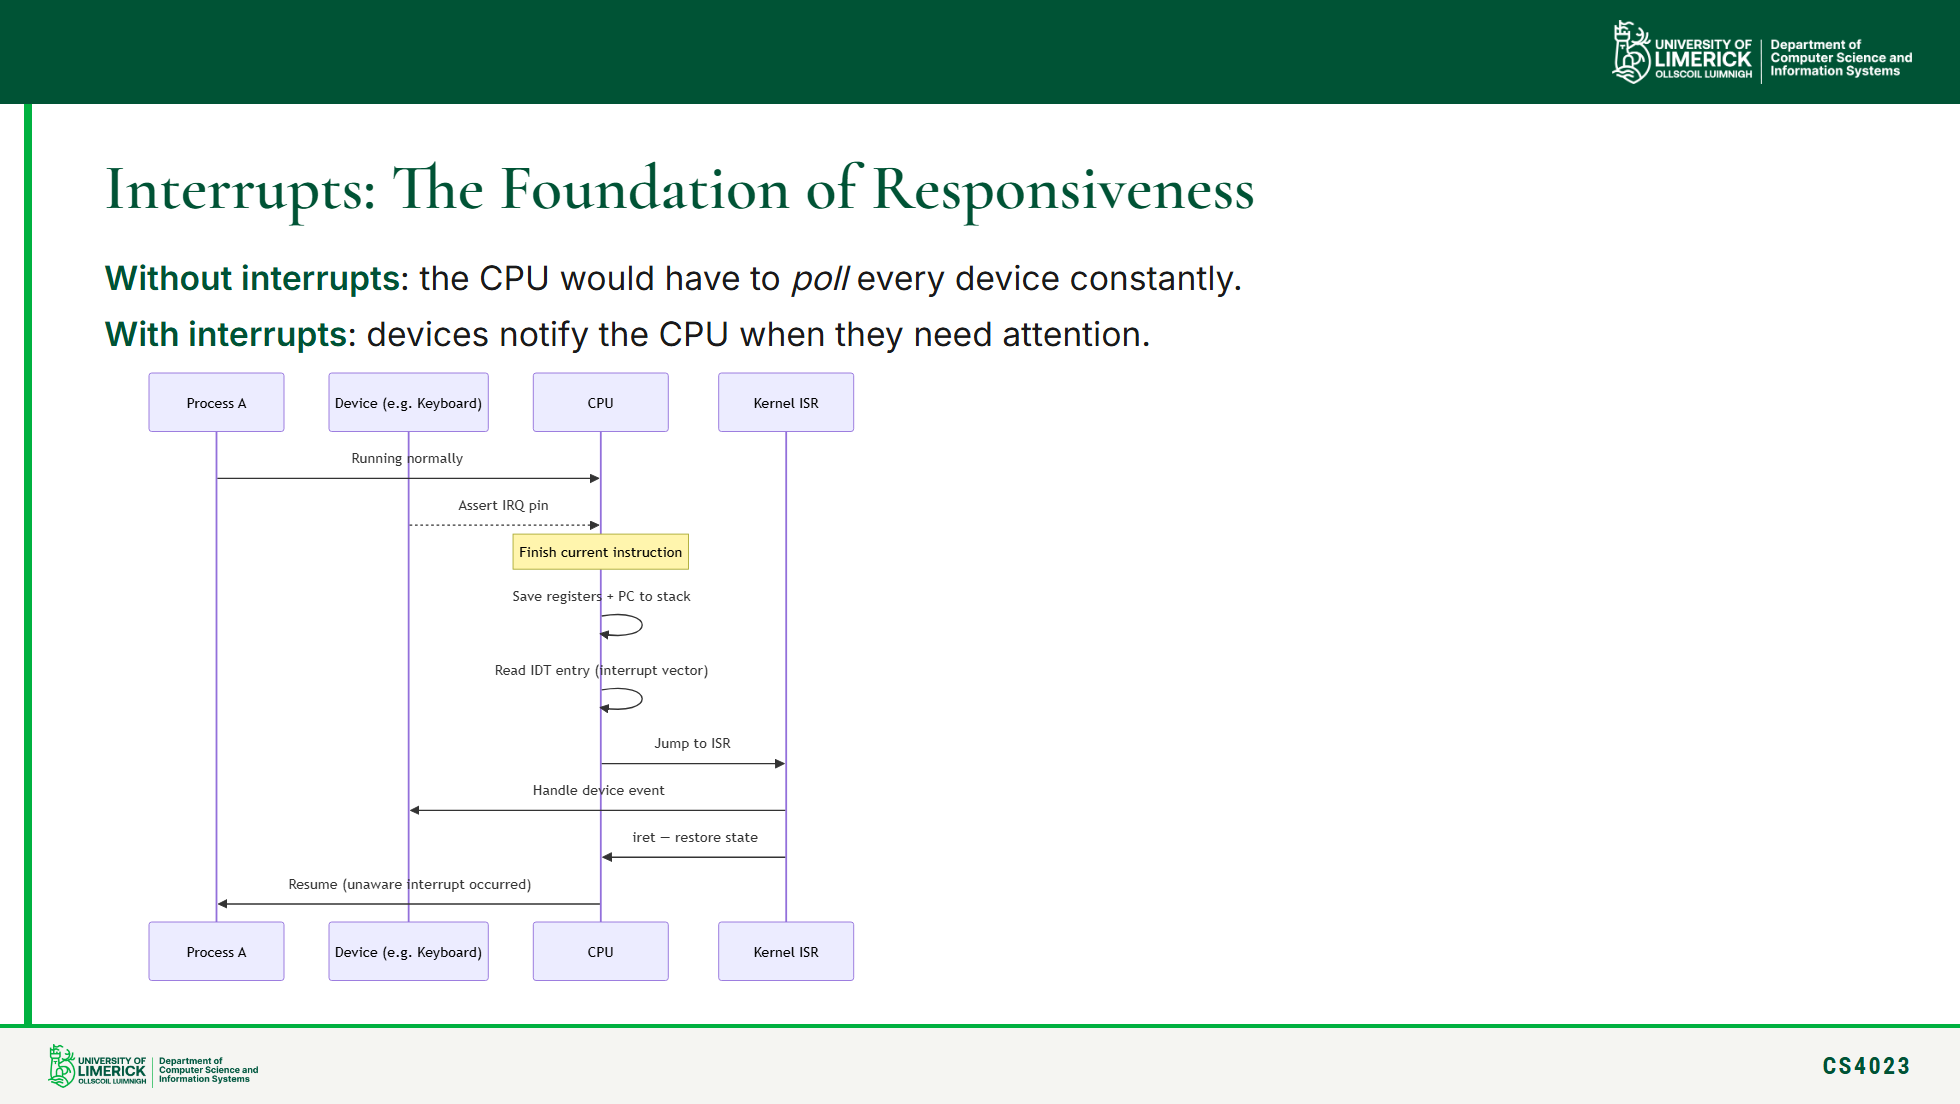 UNIVERSITY OF
LIMERICK
OLLSCOIL LUIMNIGH
Department of
Computer Science and
Information Systems
Interrupts: The Foundation of Responsiveness
Without interrupts: the CPU would have to poll every device constantly.
With interrupts: devices notify the CPU when they need attention.
Process A
Device (e.g. Keyboard)
CPU
Kernel ISR
Running normally
Assert IRQ pin
Finish current instruction
Save registers + PC to stack
Read IDT entry (interrupt vector)
Jump to ISR
Handle device event
iret — restore state
Resume (unaware interrupt occurred)
Process A
Device (e.g. Keyboard)
CPU
Kernel ISR
UNIVERSITY OF
LIMERICK
OLLSCOIL LUIMNIGH
Department of
Computer Science and
Information Systems
CS4023